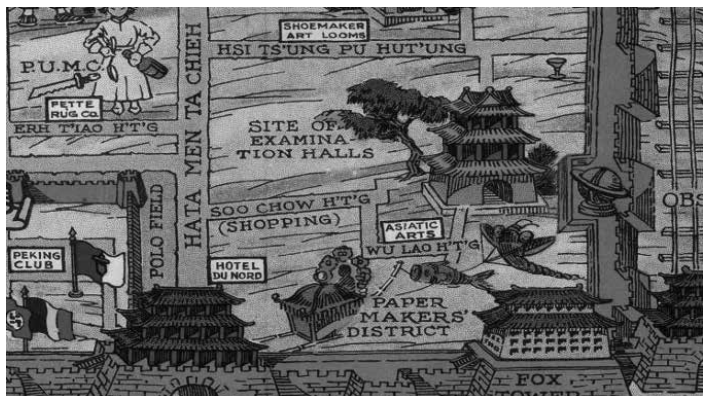 SHOEMAKER
ART LOOMS
HSI TS'UNG PU HUT'UNG
P.U.M.C.
FETTE
RUG CO.
ERH T'IAO H'T'G
HATA MEN TA CHIEH
SITE OF
EXAMINA-
TION HALLS
OBS
POLO FIELD
SOO CHOW H'T'G
(SHOPPING)
ASIATIC
ARTS
WU LAO H'T'G
PEKING
CLUB
HOTEL
DU NORD
PAPER
MAKERS'
DISTRICT
FOX
TOWER